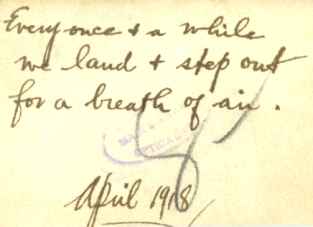 Every once & a while
we land & step out
for a breath of air.
April 1918